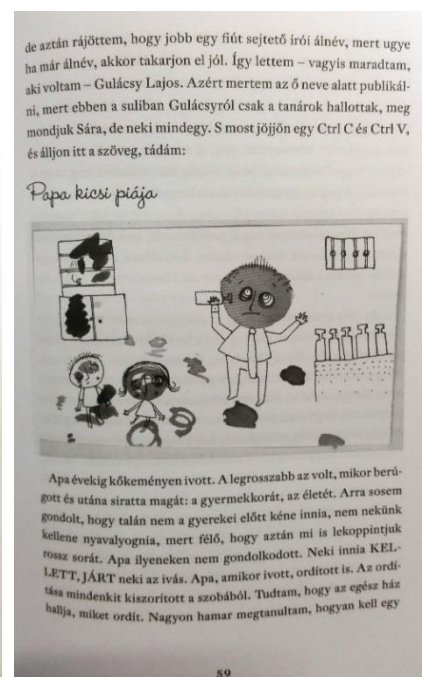 de aztán rájöttem, hogy jobb egy fiút sejtető írói álnév, mert ugye
ha már álnév, akkor takarjon el jól. Így lettem – vagyis maradtam,
aki voltam – Gulácsy Lajos. Azért mertem az ő neve alatt publikál-
ni, mert ebben a suliban Gulácsyról csak a tanárok hallottak, meg
mondjuk Sára, de neki mindegy. S most jöjjön egy Ctrl C és Ctrl V,
és álljon itt a szöveg, tádám:
Papa kicsi piája
Apa évekig kőkeményen ivott. A legrosszabb az volt, mikor berú-
gott és utána siratta magát: a gyermekkorát, az életét. Arra sosem
gondolt, hogy talán nem a gyerekei előtt kéne innia, nem nekünk
kellene nyavalyognia, mert félő, hogy aztán mi is lekoppintjuk
rossz sorát. Apa ilyeneken nem gondolkodott. Neki innia KEL-
LETT, JÁRT neki az ivás. Apa, amikor ivott, ordított is. Az ordí-
tása mindenkit kiszorított a szobából. Tudtam, hogy az egész ház
hallja, miket ordít. Nagyon hamar megtanultam, hogyan kell egy
59